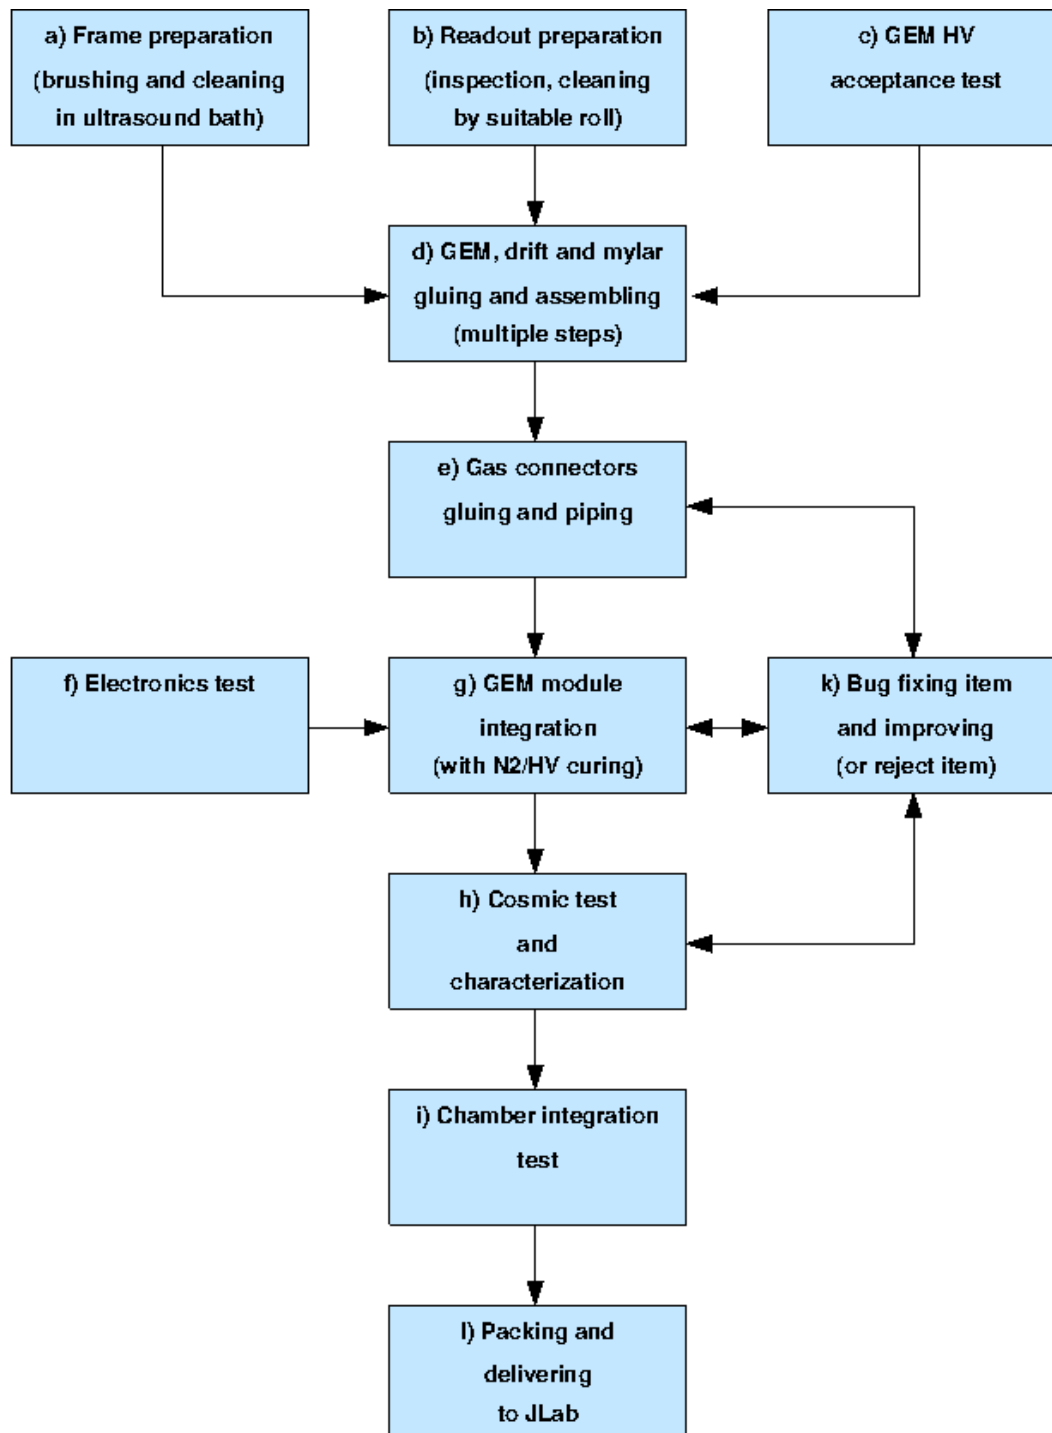 a) Frame preparation
(brushing and cleaning
in ultrasound bath)
b) Readout preparation
(inspection, cleaning
by suitable roll)
c) GEM HV
acceptance test
d) GEM, drift and mylar
gluing and assembling
(multiple steps)
e) Gas connectors
gluing and piping
f) Electronics test
g) GEM module
integration
(with N2/HV curing)
k) Bug fixing item
and improving
(or reject item)
h) Cosmic test
and
characterization
i) Chamber integration
test
l) Packing and
delivering
to JLab